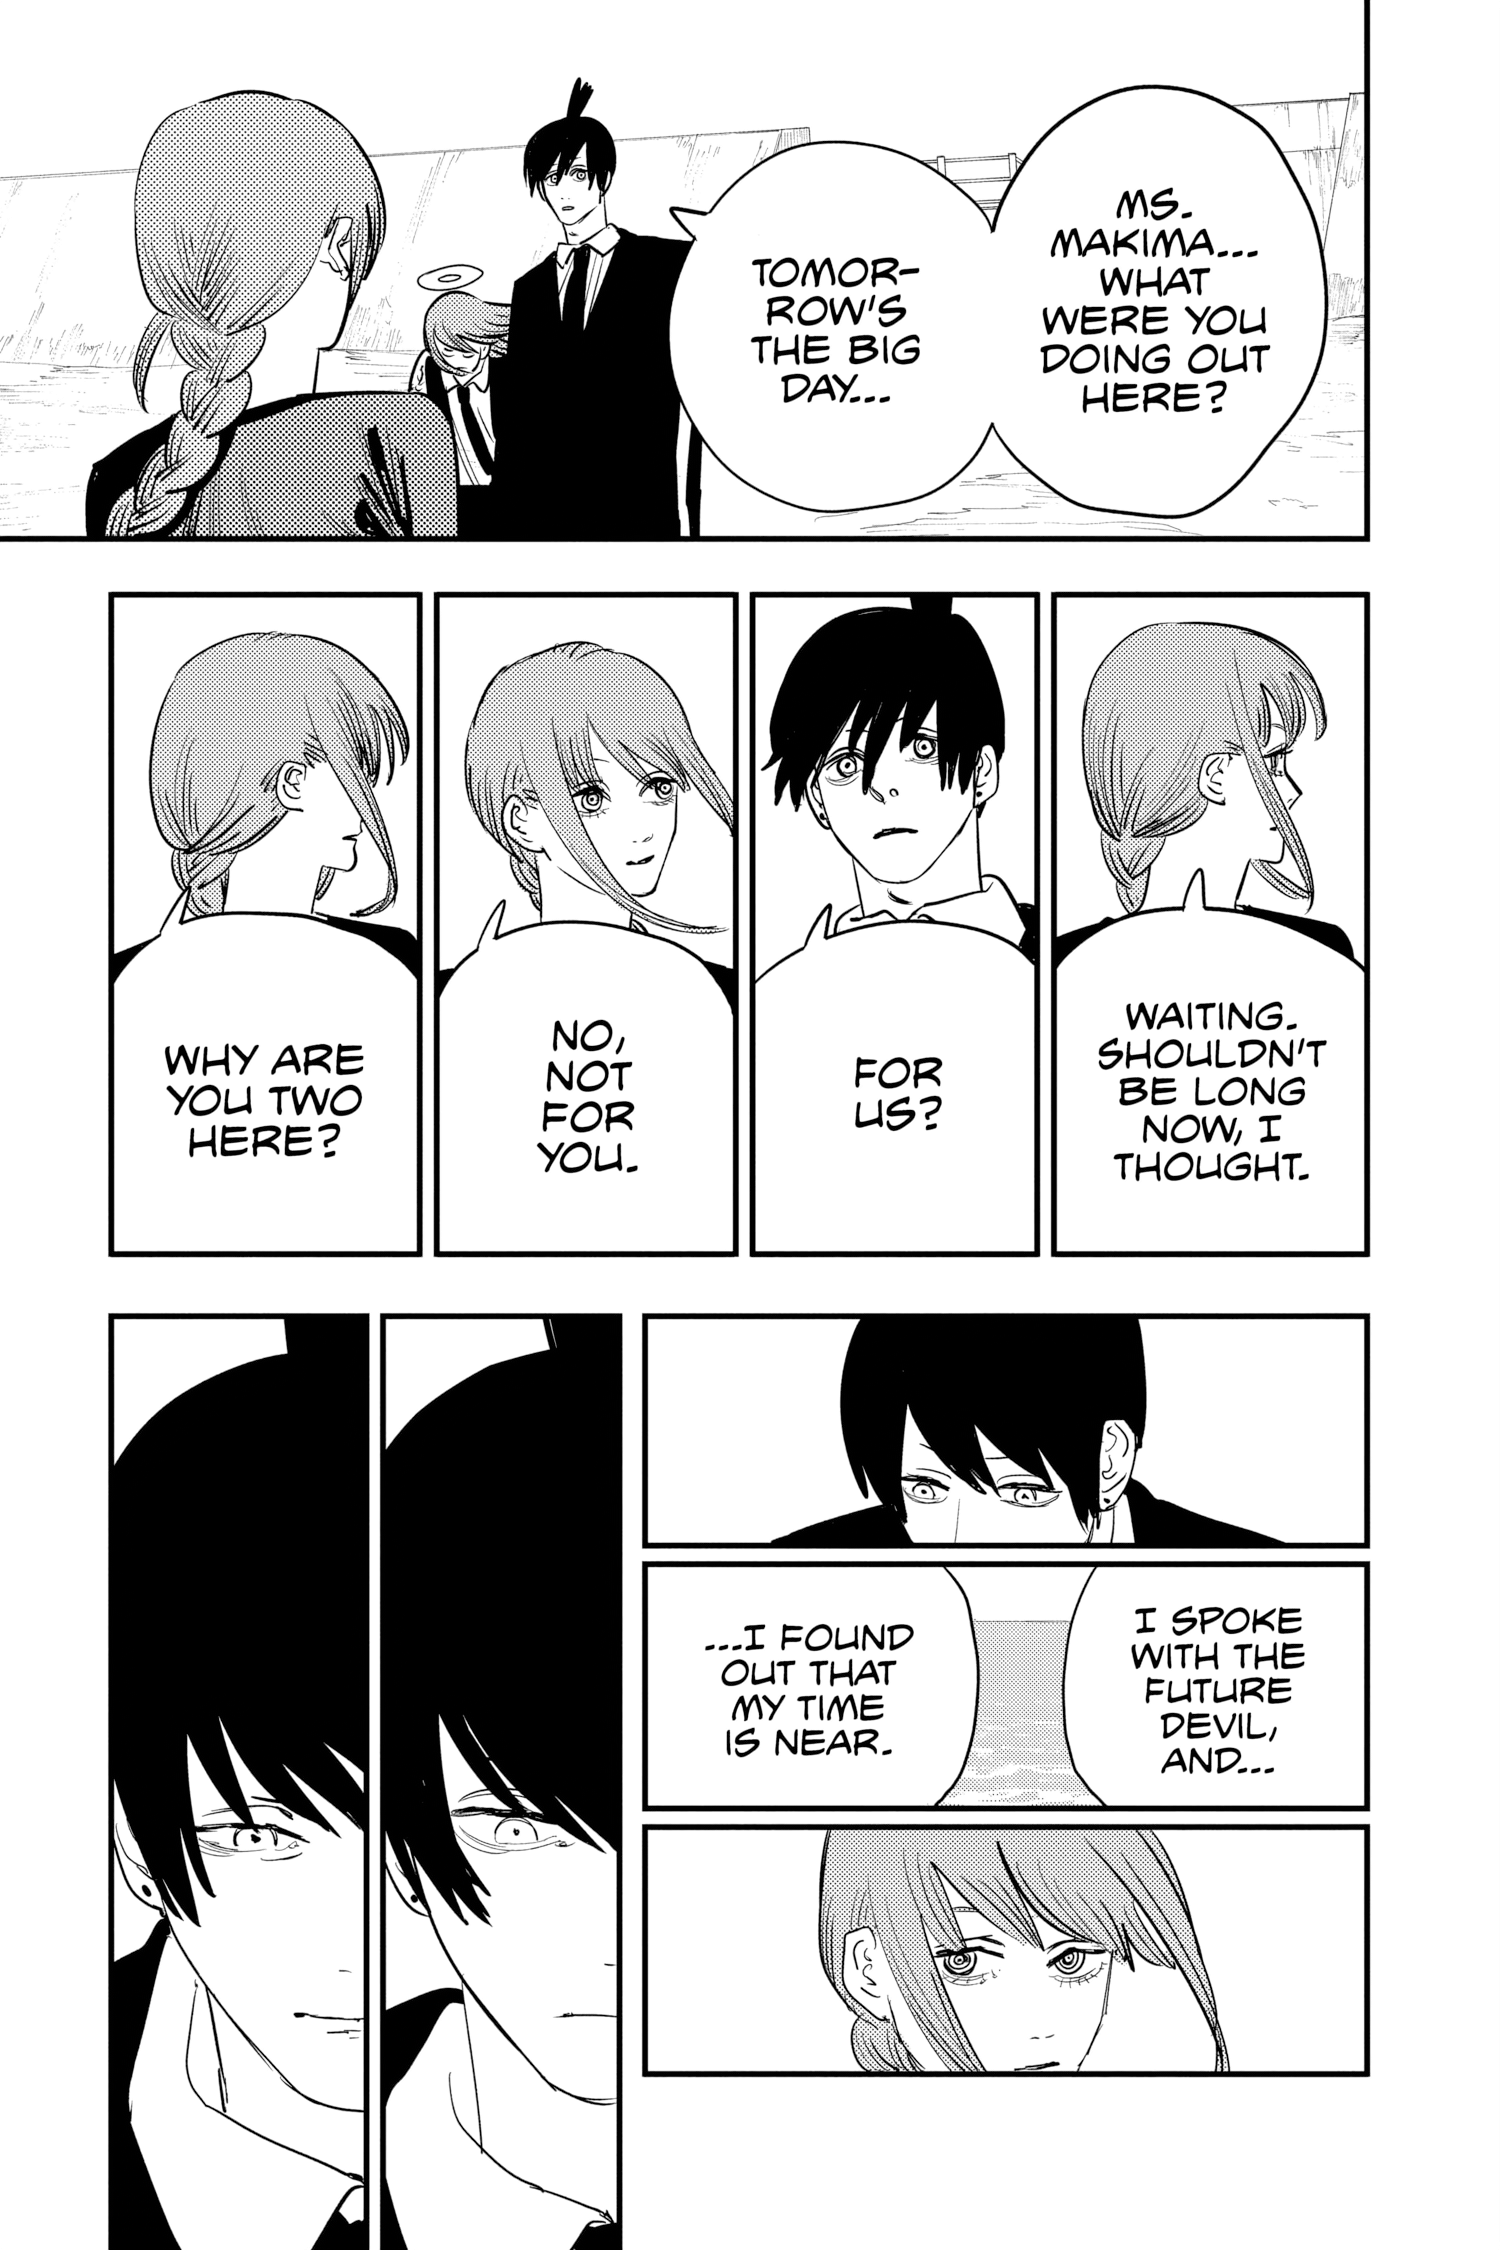 MS.
MAKIMA...
WHAT
WERE YOU
DOING OUT
HERE?
TOMOR-
ROW'S
THE BIG
DAY...
WAITING.
SHOULDN'T
BE LONG
NOW, I
THOUGHT.
FOR
US?
NO,
NOT
FOR
YOU.
WHY ARE
YOU TWO
HERE?
I SPOKE
WITH THE
FUTURE
DEVIL,
AND...
...I FOUND
OUT THAT
MY TIME
IS NEAR.